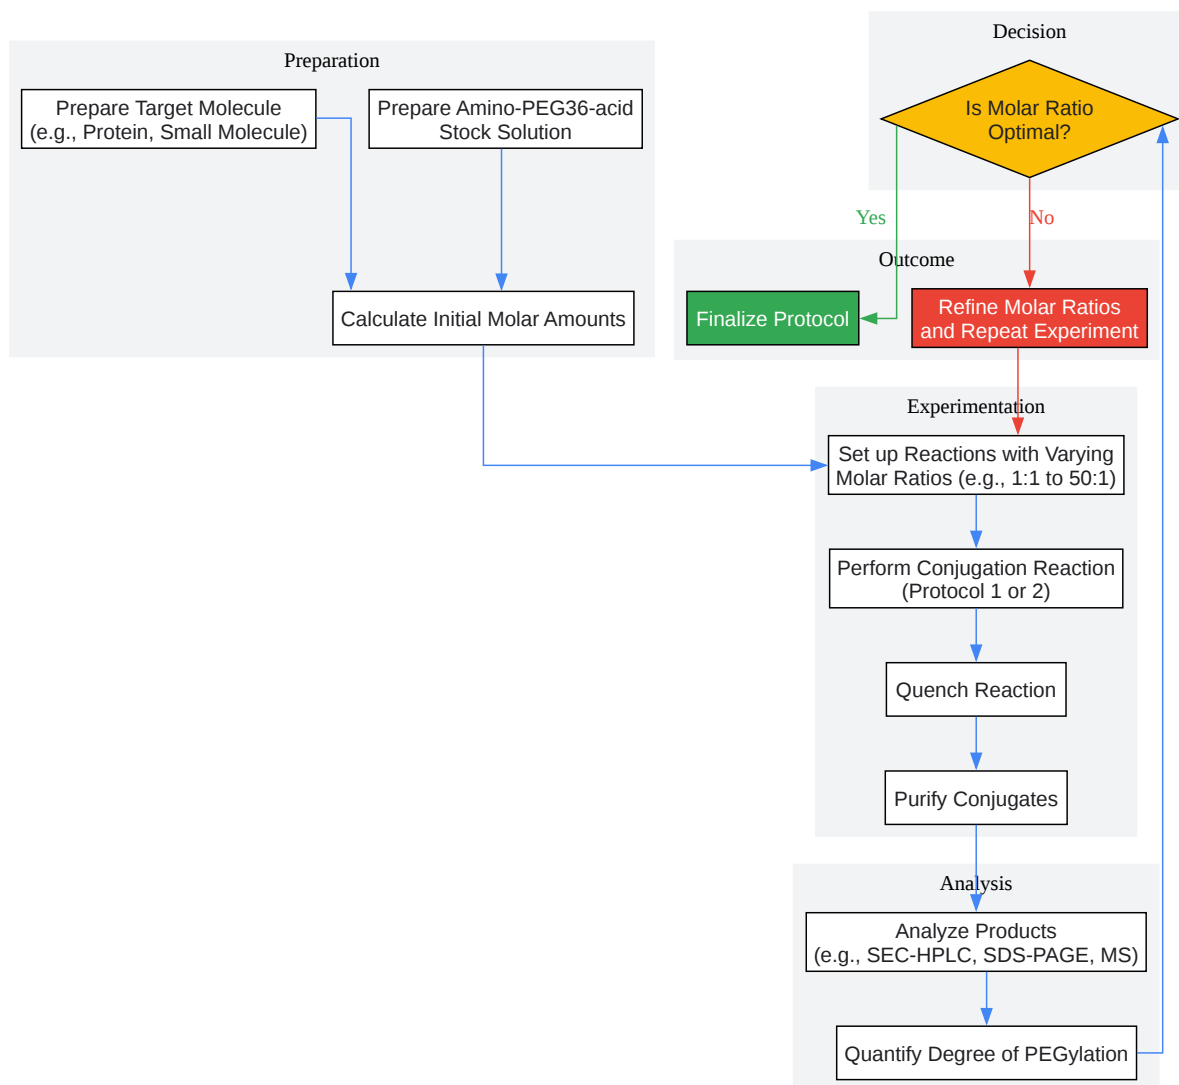 Preparation
Prepare Target Molecule
(e.g., Protein, Small Molecule)
Prepare Amino-PEG36-acid
Stock Solution
Calculate Initial Molar Amounts
Decision
Is Molar Ratio
Optimal?
Yes
No
Outcome
Finalize Protocol
Refine Molar Ratios
and Repeat Experiment
Experimentation
Set up Reactions with Varying
Molar Ratios (e.g., 1:1 to 50:1)
Perform Conjugation Reaction
(Protocol 1 or 2)
Quench Reaction
Purify Conjugates
Analysis
Analyze Products
(e.g., SEC-HPLC, SDS-PAGE, MS)
Quantify Degree of PEGylation